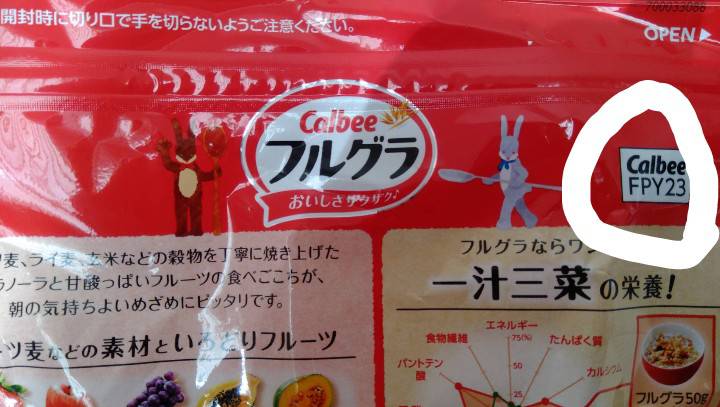 開封時に切り口で手を切らないようご注意ください。
700033086
OPEN▶
Calbee
フルグラ
おいしさザクザク♪
Calbee
FPY23
麦、ライ麦、玄米などの穀物を丁寧に焼き上げた
ラノーラと甘酸っぱいフルーツの食べごこちが、
朝の気持ちよいめざめにピッタリです。
ツ麦などの素材といろどりフルーツ
フルグラならワン
一汁三菜の栄養!
エネルギー
食物繊維
75(%)
たんぱく質
パントテン
酸
50
カルシウム
25
フルグラ50g